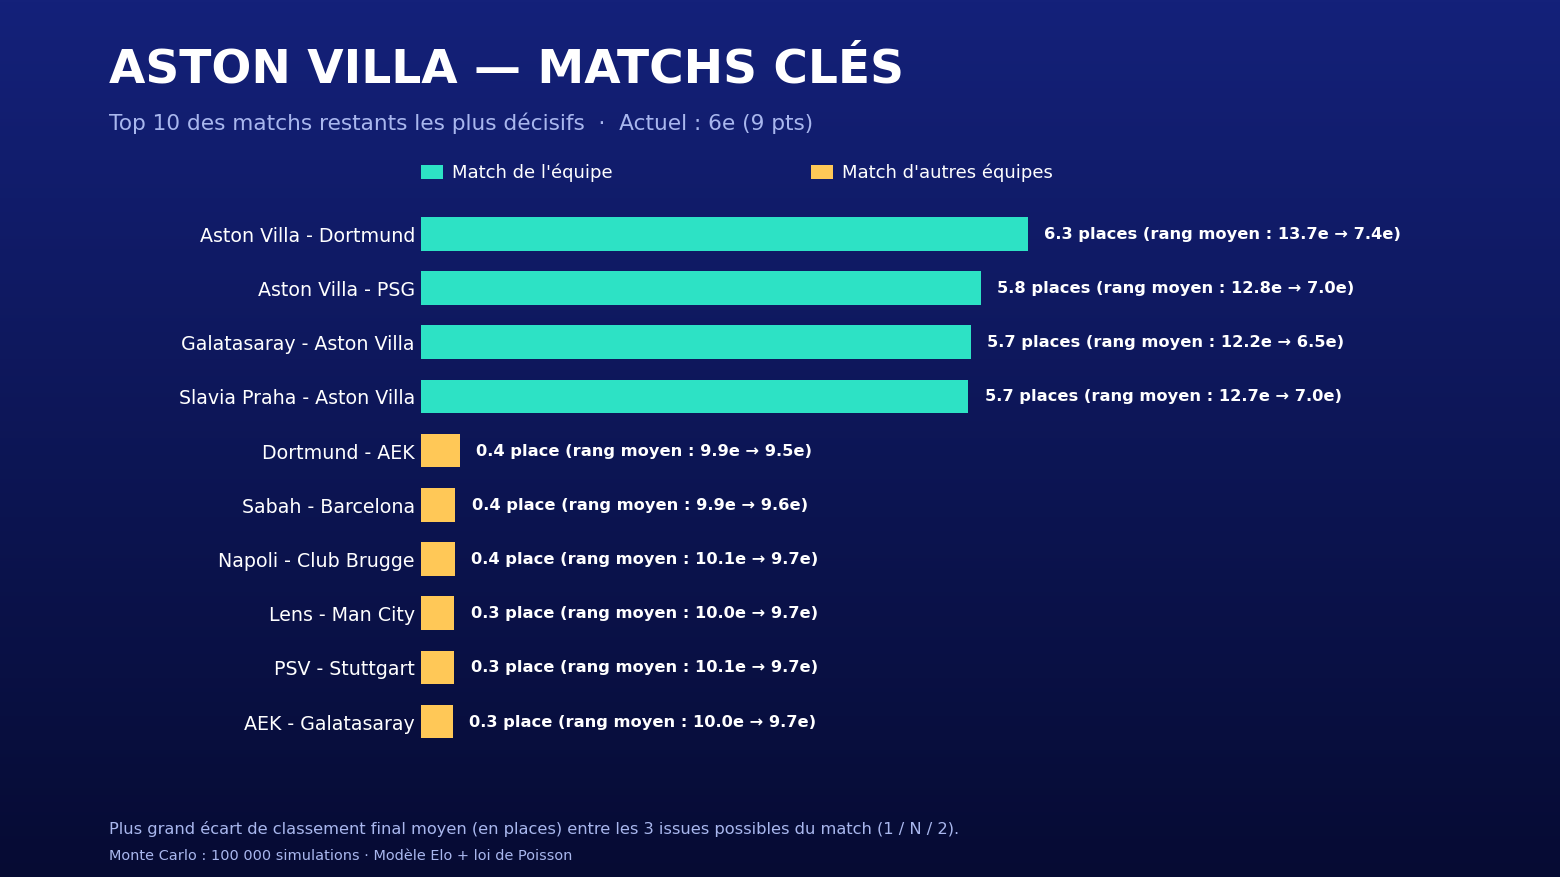 ASTON VILLA — MATCHS CLÉS
Top 10 des matchs restants les plus décisifs · Actuel : 6e (9 pts)
Match de l'équipe
Match d'autres équipes
Aston Villa - Dortmund 6.3 places (rang moyen : 13.7e → 7.4e)
Aston Villa - PSG 5.8 places (rang moyen : 12.8e → 7.0e)
Galatasaray - Aston Villa 5.7 places (rang moyen : 12.2e → 6.5e)
Slavia Praha - Aston Villa 5.7 places (rang moyen : 12.7e → 7.0e)
Dortmund - AEK 0.4 place (rang moyen : 9.9e → 9.5e)
Sabah - Barcelona 0.4 place (rang moyen : 9.9e → 9.6e)
Napoli - Club Brugge 0.4 place (rang moyen : 10.1e → 9.7e)
Lens - Man City 0.3 place (rang moyen : 10.0e → 9.7e)
PSV - Stuttgart 0.3 place (rang moyen : 10.1e → 9.7e)
AEK - Galatasaray 0.3 place (rang moyen : 10.0e → 9.7e)
Plus grand écart de classement final moyen (en places) entre les 3 issues possibles du match (1 / N / 2).
Monte Carlo : 100 000 simulations · Modèle Elo + loi de Poisson